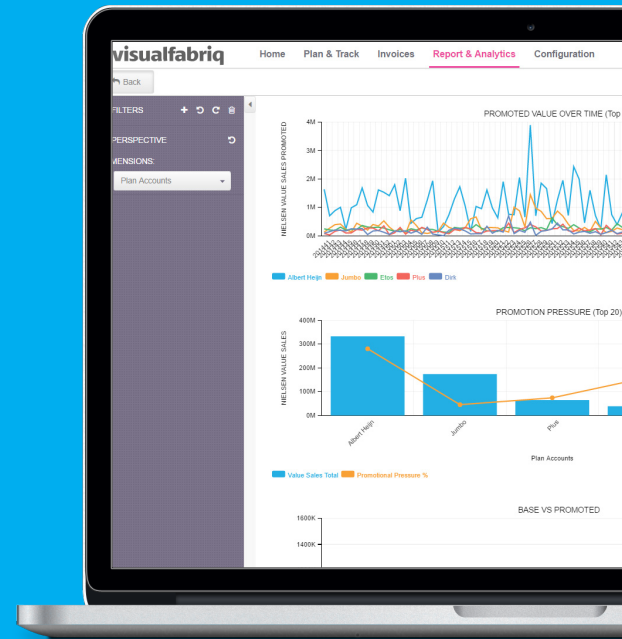 visualfabriq
Home Plan & Track Invoices Report & Analytics Configuration
Back
FILTERS
PERSPECTIVE
MENSIONS:
Plan Accounts
PROMOTED VALUE OVER TIME (Top
NIELSEN VALUE SALES PROMOTED
4M
3M
2M
1M
0M
Albert Heijn Jumbo Etos Plus Dirk
PROMOTION PRESSURE (Top 20)
NIELSEN VALUE SALES
400M
300M
200M
100M
0M
Albert Heijn Jumbo Plus
Plan Accounts
Value Sales Total Promotional Pressure %
BASE VS PROMOTED
1600K
1400K